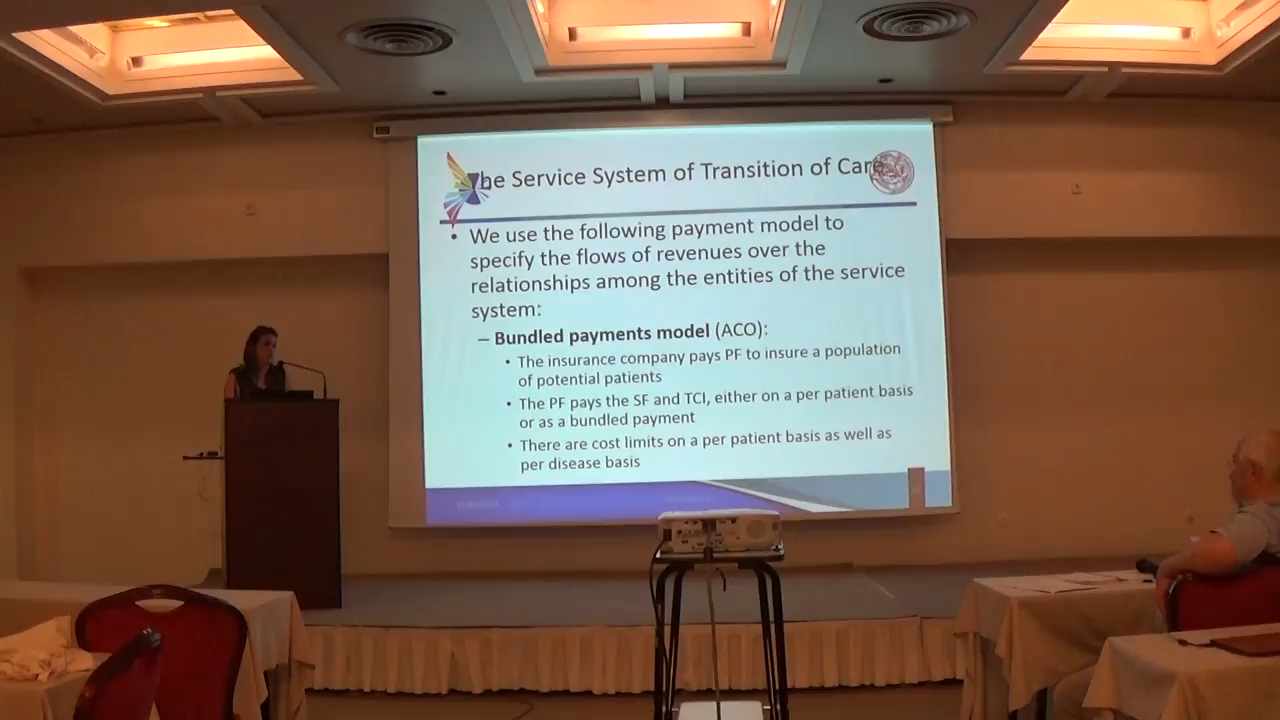 he Service System of Transition of Care
• We use the following payment model to
specify the flows of revenues over the
relationships among the entities of the service
system:
– Bundled payments model (ACO):
• The insurance company pays PF to insure a population
of potential patients
• The PF pays the SF and TCI, either on a per patient basis
or as a bundled payment
• There are cost limits on a per patient basis as well as
per disease basis